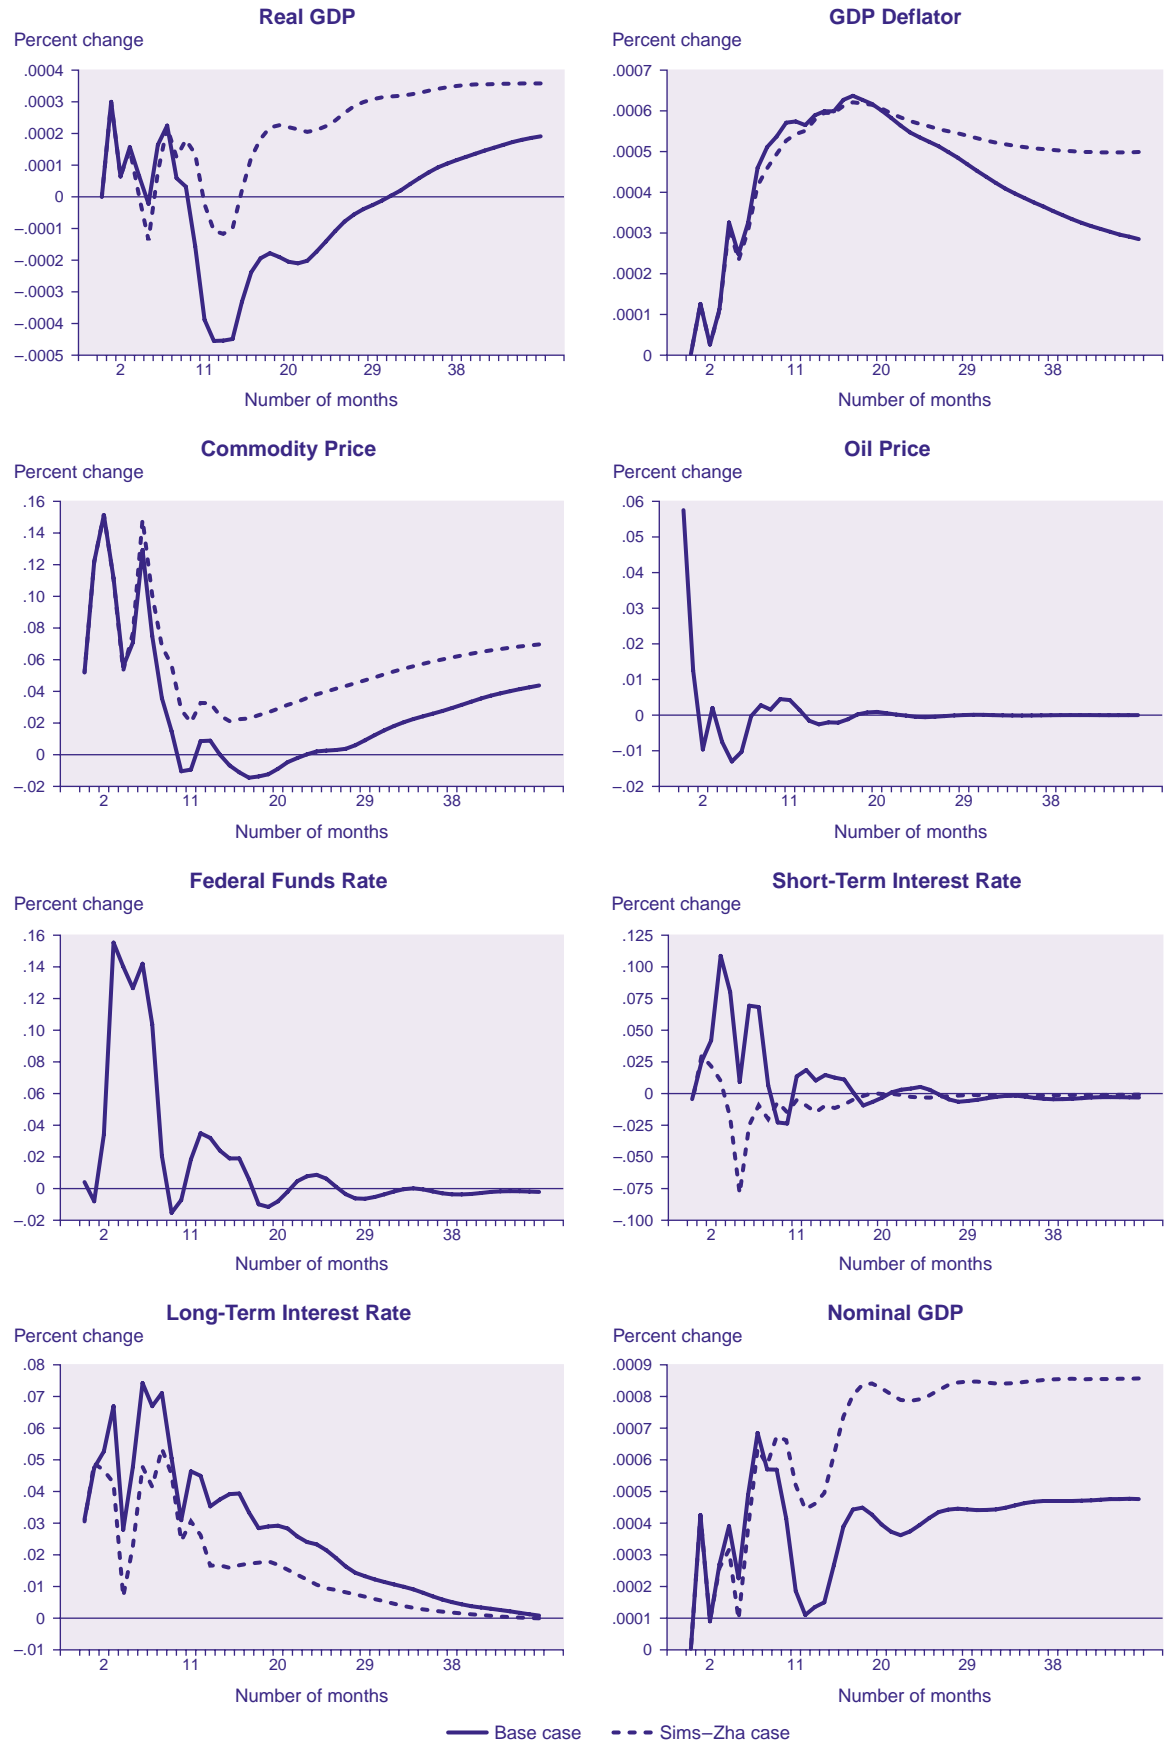 Real GDP
Percent change
.0004
.0003
.0002
.0001
0
–.0001
–.0002
–.0003
–.0004
–.0005
2 11 20 29 38
Number of months
GDP Deflator
Percent change
.0007
.0006
.0005
.0004
.0003
.0002
.0001
0
2 11 20 29 38
Number of months
Commodity Price
Percent change
.16
.14
.12
.10
.08
.06
.04
.02
0
–.02
2 11 20 29 38
Number of months
Oil Price
Percent change
.06
.05
.04
.03
.02
.01
0
–.01
–.02
2 11 20 29 38
Number of months
Federal Funds Rate
Percent change
.16
.14
.12
.10
.08
.06
.04
.02
0
–.02
2 11 20 29 38
Number of months
Short-Term Interest Rate
Percent change
.125
.100
.075
.050
.025
0
–.025
–.050
–.075
–.100
2 11 20 29 38
Number of months
Long-Term Interest Rate
Percent change
.08
.07
.06
.05
.04
.03
.02
.01
0
–.01
2 11 20 29 38
Number of months
Nominal GDP
Percent change
.0009
.0008
.0007
.0006
.0005
.0004
.0003
.0002
.0001
0
2 11 20 29 38
Number of months
Base case Sims–Zha case